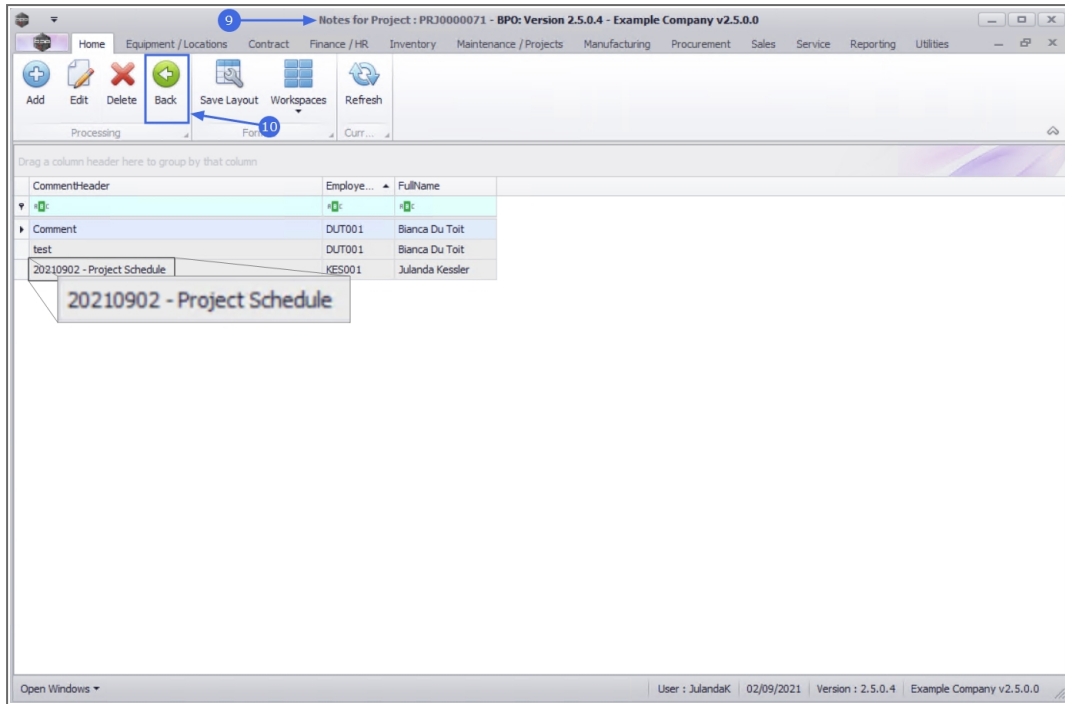 9
Notes for Project : PRJ0000071 - BPO: Version 2.5.0.4 - Example Company v2.5.0.0
Home Equipment / Locations Contract Finance / HR Inventory Maintenance / Projects Manufacturing Procurement Sales Service Reporting Utilities
Add Edit Delete Back Save Layout Workspaces Refresh
10
Processing Curr...
Drag a column header here to group by that column
CommentHeader Employe... FullName
Comment DUT001 Bianca Du Toit
test DUT001 Bianca Du Toit
20210902 - Project Schedule KES001 Julanda Kessler
20210902 - Project Schedule
Open Windows User : JulandaK 02/09/2021 Version : 2.5.0.4 Example Company v2.5.0.0